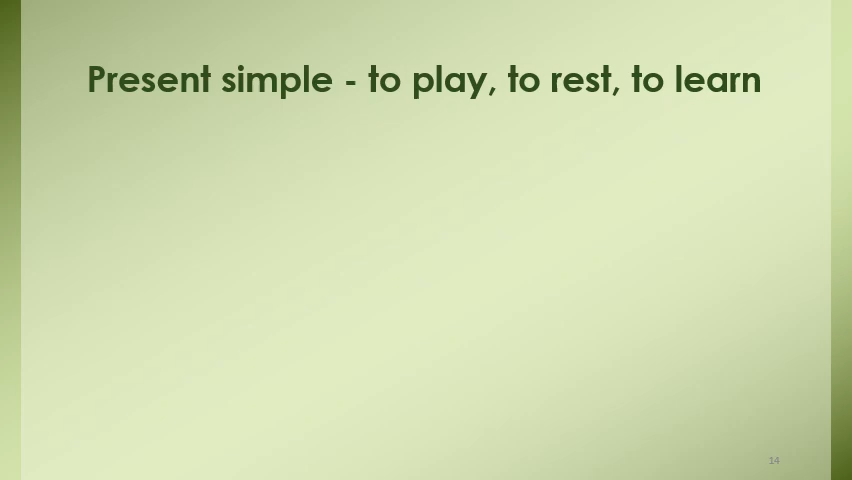 Present simple - to play, to rest, to learn
14